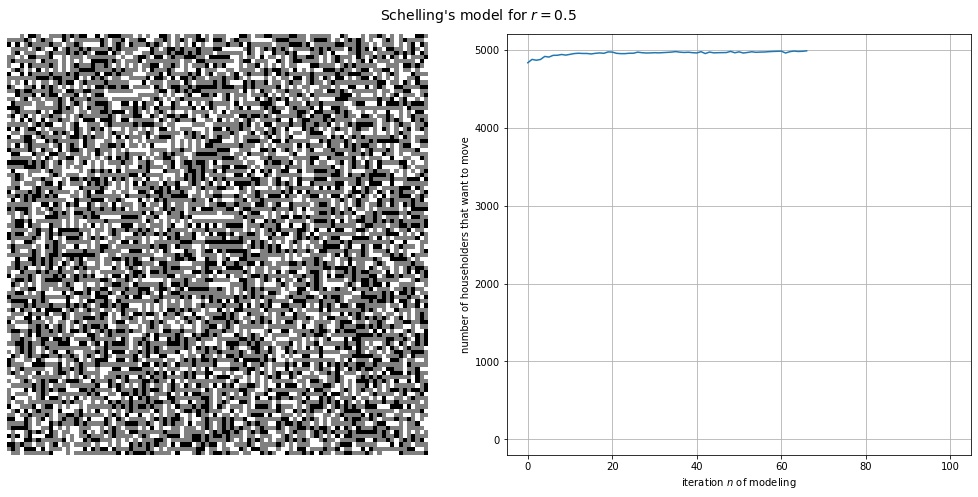 Schelling's model for r = 0.5
5000
4000
3000
2000
1000
0
number of householders that want to move
0 20 40 60 80 100
iteration n of modeling